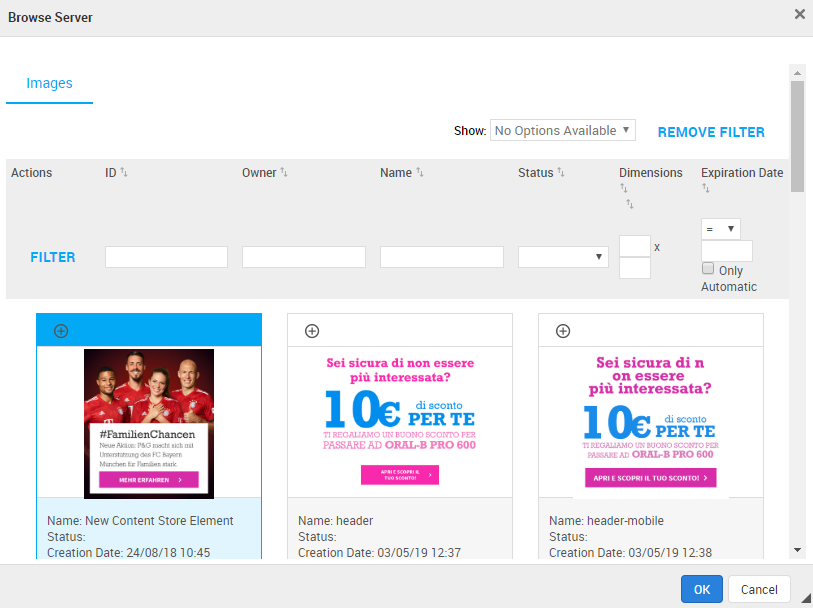 Browse Server
Images
Show: No Options Available
REMOVE FILTER
Actions ID Owner Name Status Dimensions Expiration Date
FILTER
x
=
Only
Automatic
#FamilienChancen
Neue Aktion: P&G macht sich mit
Unterstützung des FC Bayern
München für Familien stark.
MEHR ERFAHREN
Name: New Content Store Element
Status:
Creation Date: 24/08/18 10:45
Sei sicura di non essere
più interessata?
10€ di sconto
PER TE
TI REGALIAMO UN BUONO SCONTO PER
PASSARE AD ORAL-B PRO 600
APRI E SCOPRI IL
TUO SCONTO!
Name: header
Status:
Creation Date: 03/05/19 12:37
Sei sicura di n
on essere
più interessata?
10€ di sconto
PER TE
TI REGALIAMO UN BUONO SCONTO PER
PASSARE AD ORAL-B PRO 600
APRI E SCOPRI IL TUO SCONTO!
Name: header-mobile
Status:
Creation Date: 03/05/19 12:38
OK
Cancel